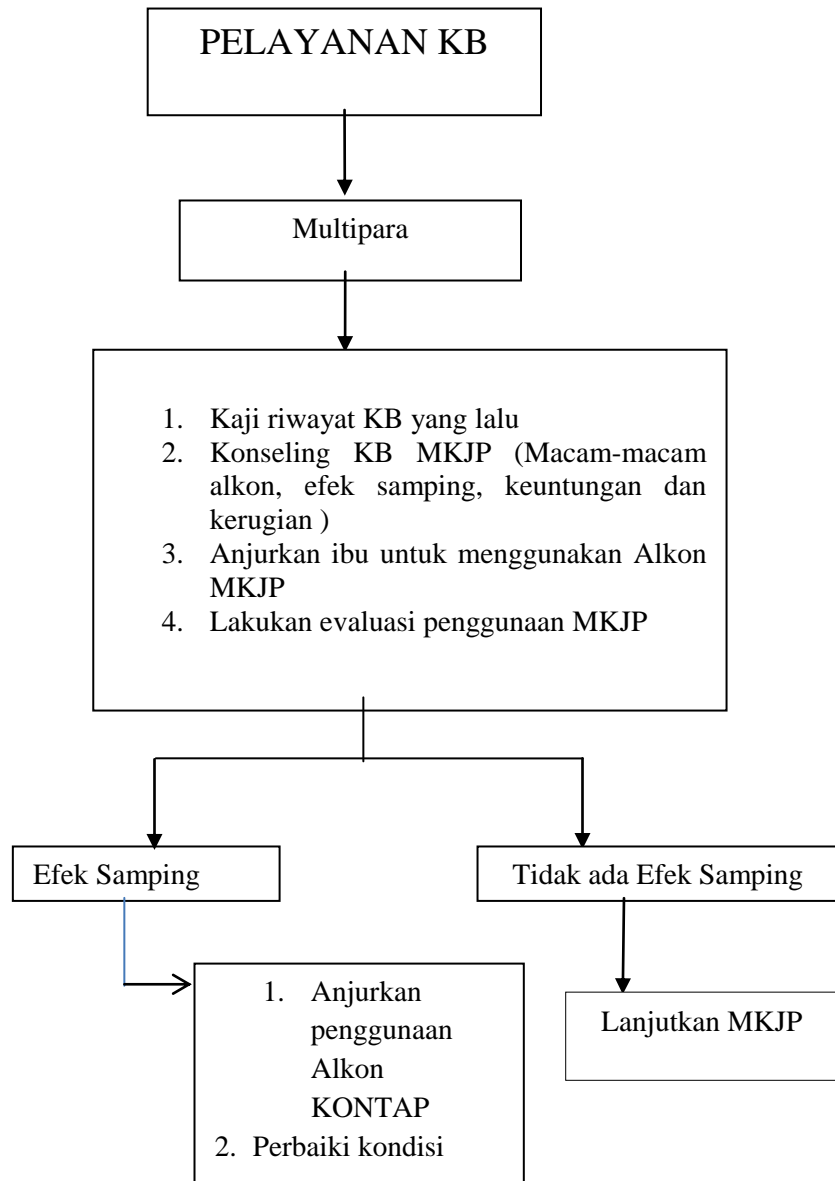 PELAYANAN KB
Multipara
1. Kaji riwayat KB yang lalu
2. Konseling KB MKJP (Macam-macam
alkon, efek samping, keuntungan dan
kerugian )
3. Anjurkan ibu untuk menggunakan Alkon
MKJP
4. Lakukan evaluasi penggunaan MKJP
Efek Samping
Tidak ada Efek Samping
1. Anjurkan
penggunaan
Alkon
KONTAP
2. Perbaiki kondisi
Lanjutkan MKJP